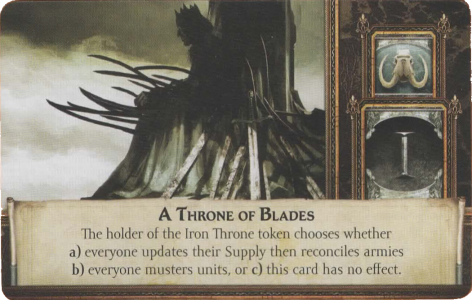 A THRONE OF BLADES
The holder of the Iron Throne token chooses whether
a) everyone updates their Supply then reconciles armies
b) everyone musters units, or c) this card has no effect.